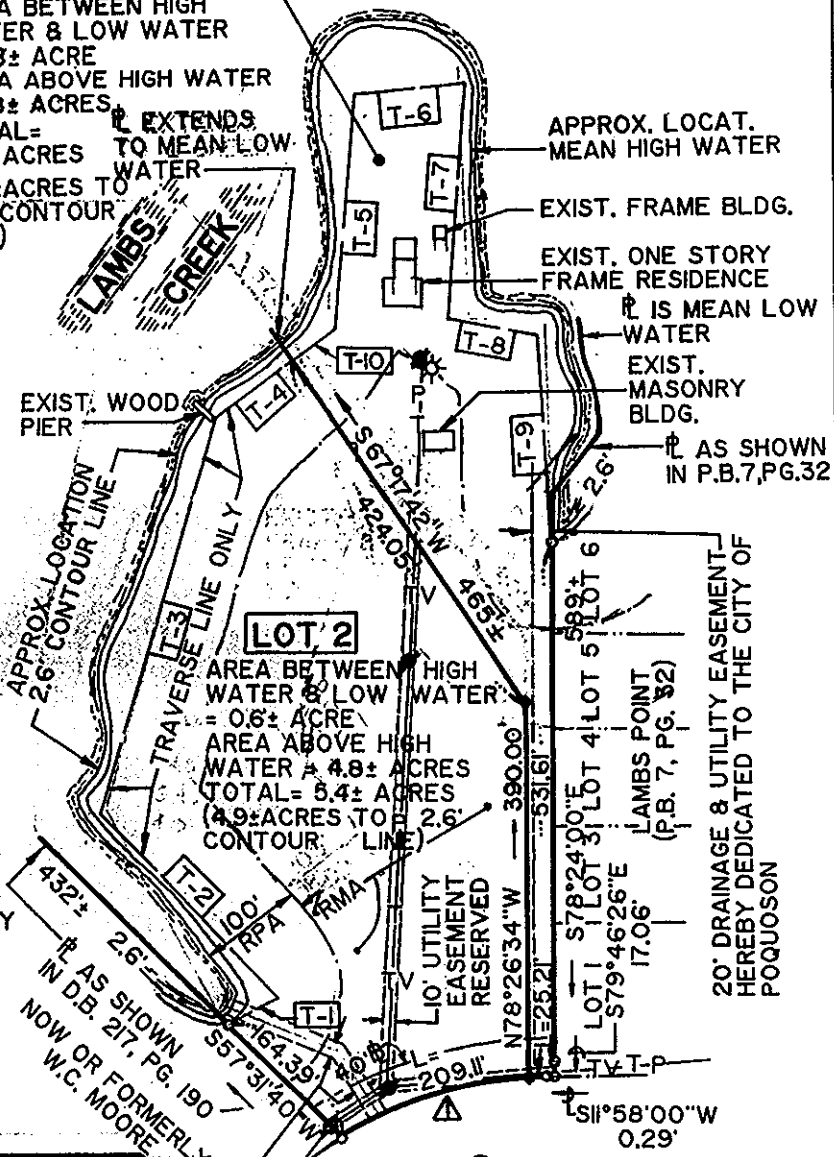 A BETWEEN HIGH
TER & LOW WATER
3± ACRE
A ABOVE HIGH WATER
3± ACRES
AL=
ACRES
ACRES TO
CONTOUR
)
℄ EXTENDS
TO MEAN LOW
WATER
LAMBS
CREEK
T-6
T-7
T-5
APPROX. LOCAT.
MEAN HIGH WATER
EXIST. FRAME BLDG.
EXIST. ONE STORY
FRAME RESIDENCE
℄ IS MEAN LOW
WATER
T-8
T-10
EXIST.
MASONRY
BLDG.
T-4
EXIST. WOOD
PIER
P
T
T-9
℄ AS SHOWN
IN P.B.7,PG.32
2.6'
S67°17'42"W
424.05'
465'±
APPROX. LOCATION
2.6' CONTOUR LINE
T-3
TRAVERSE LINE ONLY
TV
LOT 2
AREA BETWEEN HIGH
WATER & LOW WATER
= 0.6± ACRE
AREA ABOVE HIGH
WATER = 4.8± ACRES
TOTAL= 5.4± ACRES
(4.9±ACRES TO 2.6'
CONTOUR LINE)
N78°26'34"W
390.00'
531.61'
589'±
S78°24'00"E
LOT 1
LOT 3
LOT 4
LOT 5
LOT 6
LAMBS POINT
(P.B. 7, PG. 32)
S79°46'26"E
17.06'
20' DRAINAGE & UTILITY EASEMENT
HEREBY DEDICATED TO THE CITY OF
POQUOSON
T-2
100'
RPA
RMA
10' UTILITY
EASEMENT
RESERVED
TV
432'±
2.6'
Y
℄ AS SHOWN
IN D.B. 217, PG. 190
NOW OR FORMERLY
W.C. MOORE
T-1
164.39'
S57°31'40"W
40'
L=
209.11'
L=25.21'
TV T-P
S11°58'00"W
0.29'